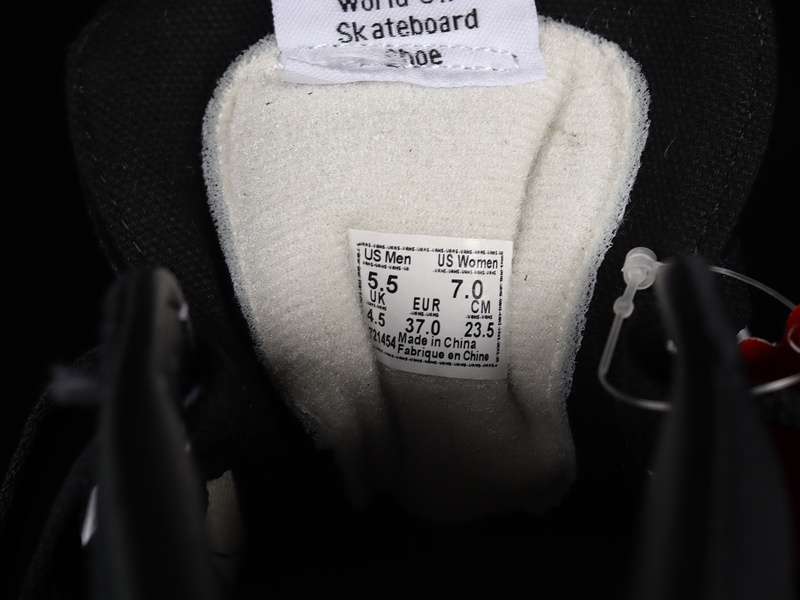 Skateboard
US Men US Women
5.5 7.0
UK EUR CM
4.5 37.0 23.5
Made in China
Fabrique en Chine